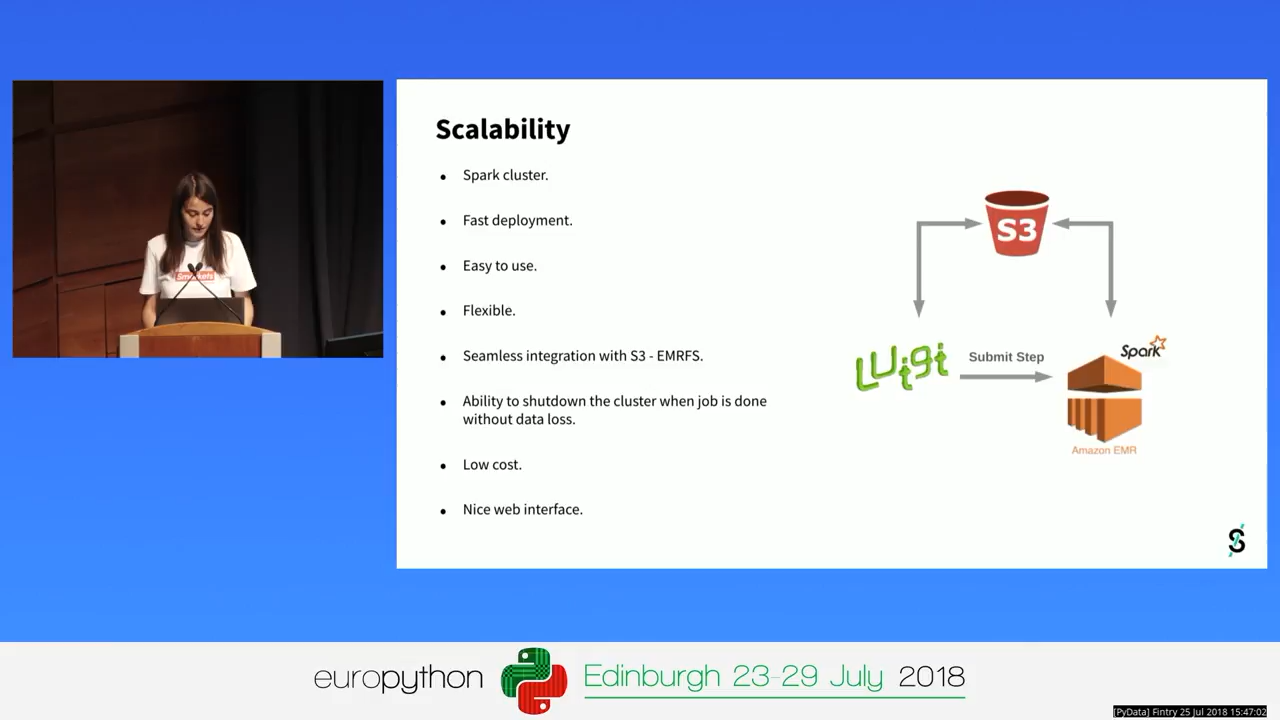 Scalability
Spark cluster.
Fast deployment.
Easy to use.
Flexible.
Seamless integration with S3 - EMRFS.
Ability to shutdown the cluster when job is done
without data loss.
Low cost.
Nice web interface.
S3
Luigi
Submit Step
Spark
Amazon EMR
S
Smarkets
europython
Edinburgh 23-29 July 2018
[PyData] Fintry 25 Jul 2018 15:47:02